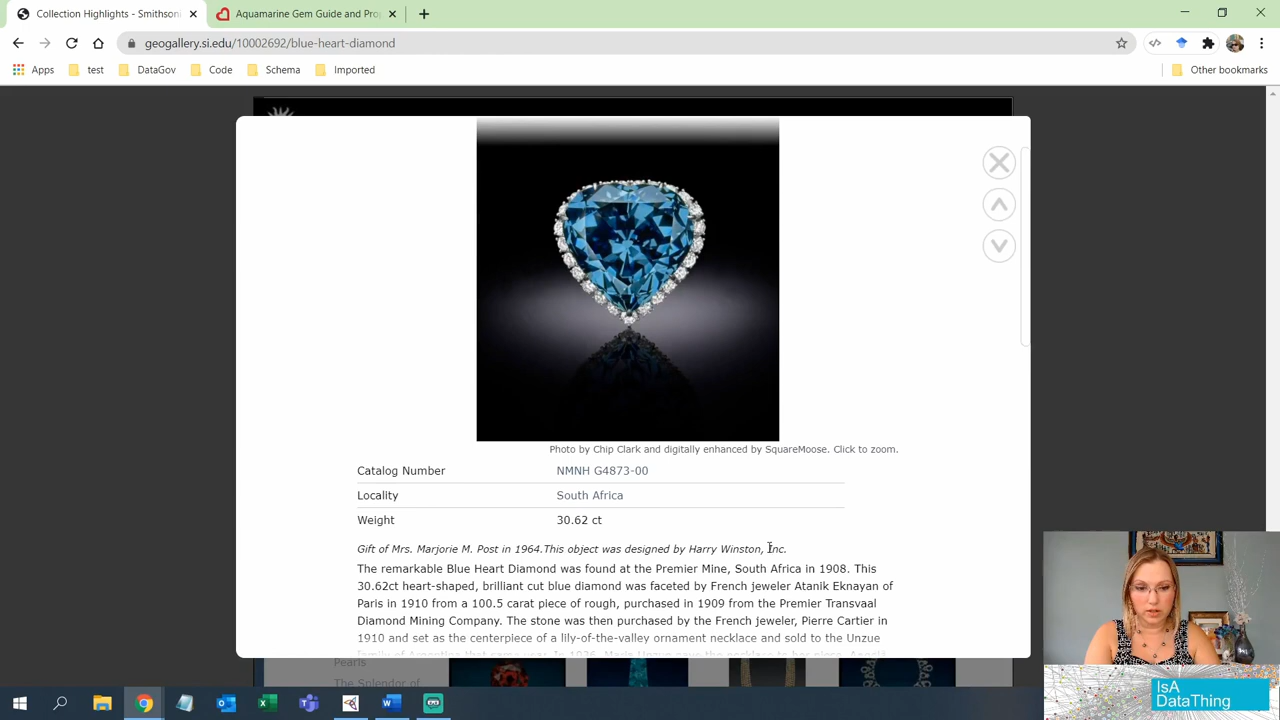 Collection Highlights - Smithsoni
Aquamarine Gem Guide and Prop
geogallery.si.edu/10002692/blue-heart-diamond
Apps
test
DataGov
Code
Schema
Imported
Other bookmarks
Photo by Chip Clark and digitally enhanced by SquareMoose. Click to zoom.
Catalog Number NMNH G4873-00
Locality South Africa
Weight 30.62 ct
Gift of Mrs. Marjorie M. Post in 1964.This object was designed by Harry Winston, Inc.
The remarkable Blue Heart Diamond was found at the Premier Mine, South Africa in 1908. This
30.62ct heart-shaped, brilliant cut blue diamond was faceted by French jeweler Atanik Eknayan of
Paris in 1910 from a 100.5 carat piece of rough, purchased in 1909 from the Premier Transvaal
Diamond Mining Company. The stone was then purchased by the French jeweler, Pierre Cartier in
1910 and set as the centerpiece of a lily-of-the-valley ornament necklace and sold to the Unzue
Pearls
The Splendor of
IsA
DataThing